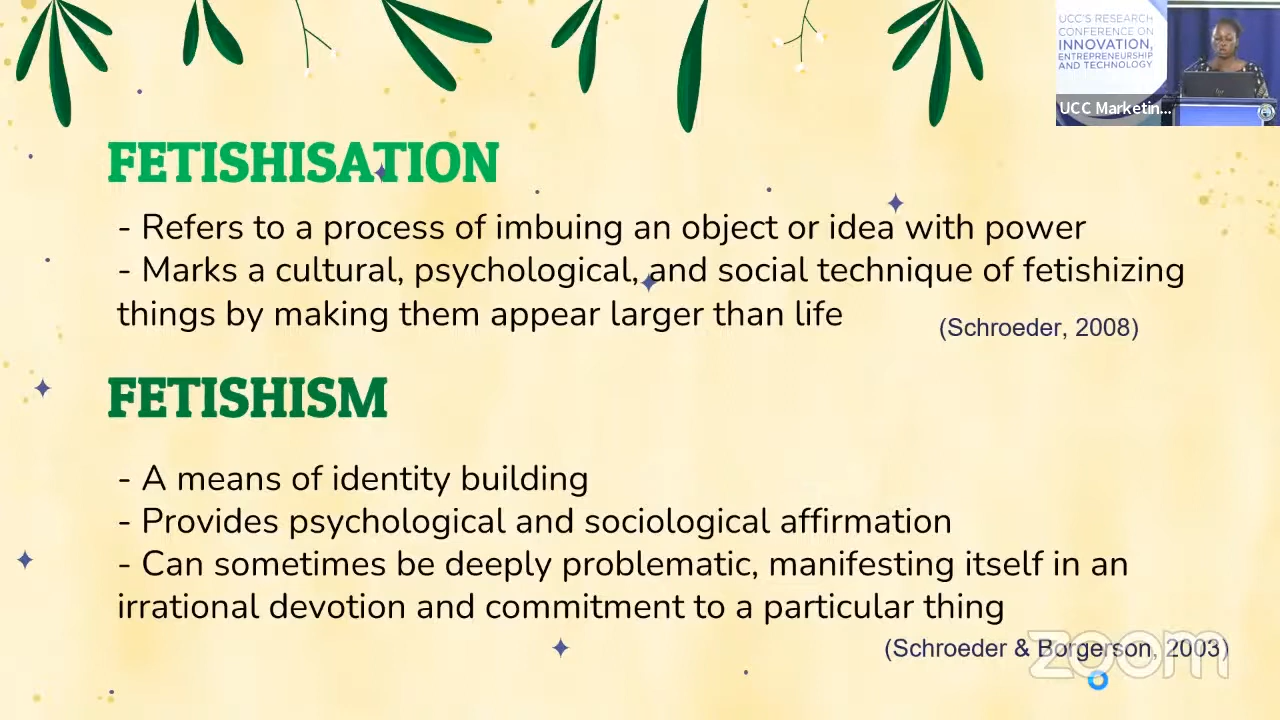 UCC'S RESEARCH
CONFERENCE ON
INNOVATION,
ENTREPRENEURSHIP
AND TECHNOLOGY
UCC Marketin...
FETISHISATION
- Refers to a process of imbuing an object or idea with power
- Marks a cultural, psychological, and social technique of fetishizing
things by making them appear larger than life
(Schroeder, 2008)
FETISHISM
- A means of identity building
- Provides psychological and sociological affirmation
- Can sometimes be deeply problematic, manifesting itself in an
irrational devotion and commitment to a particular thing
(Schroeder & Borgerson, 2003)
zoom